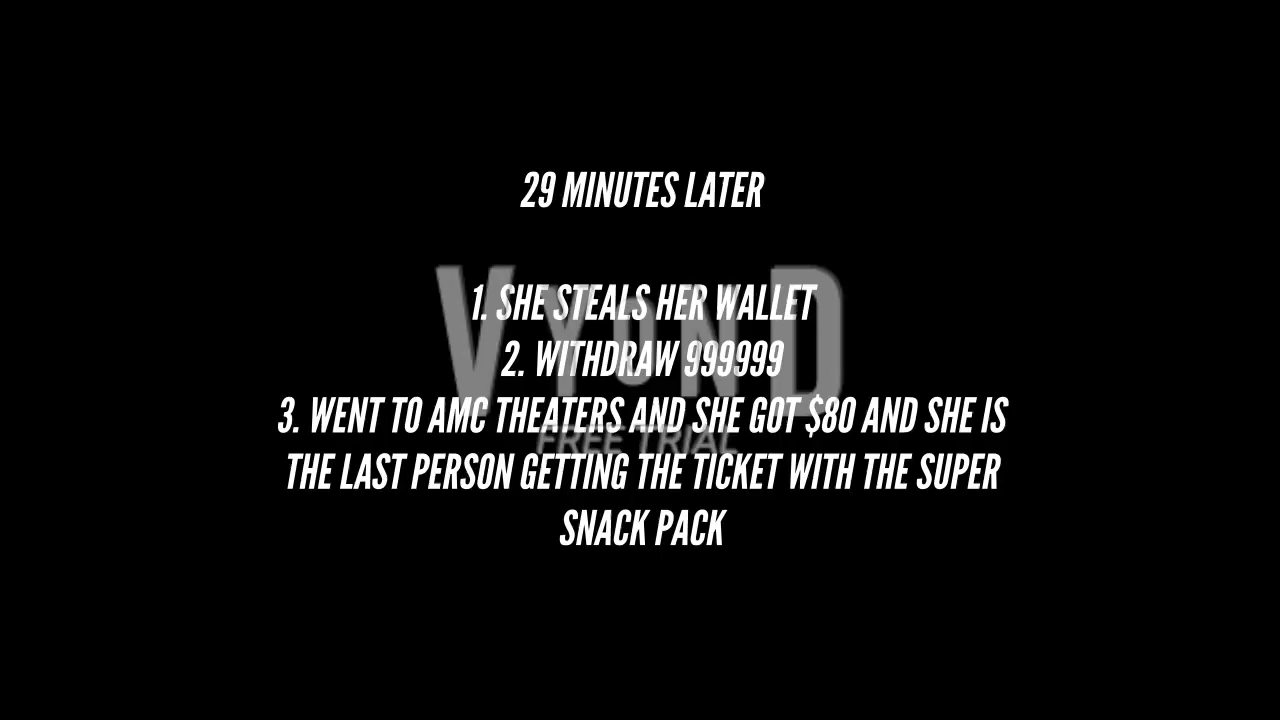 29 MINUTES LATER
1. SHE STEALS HER WALLET
2. WITHDRAW 999999
3. WENT TO AMC THEATERS AND SHE GOT $80 AND SHE IS
THE LAST PERSON GETTING THE TICKET WITH THE SUPER
SNACK PACK
VYOND
FREE TRIAL